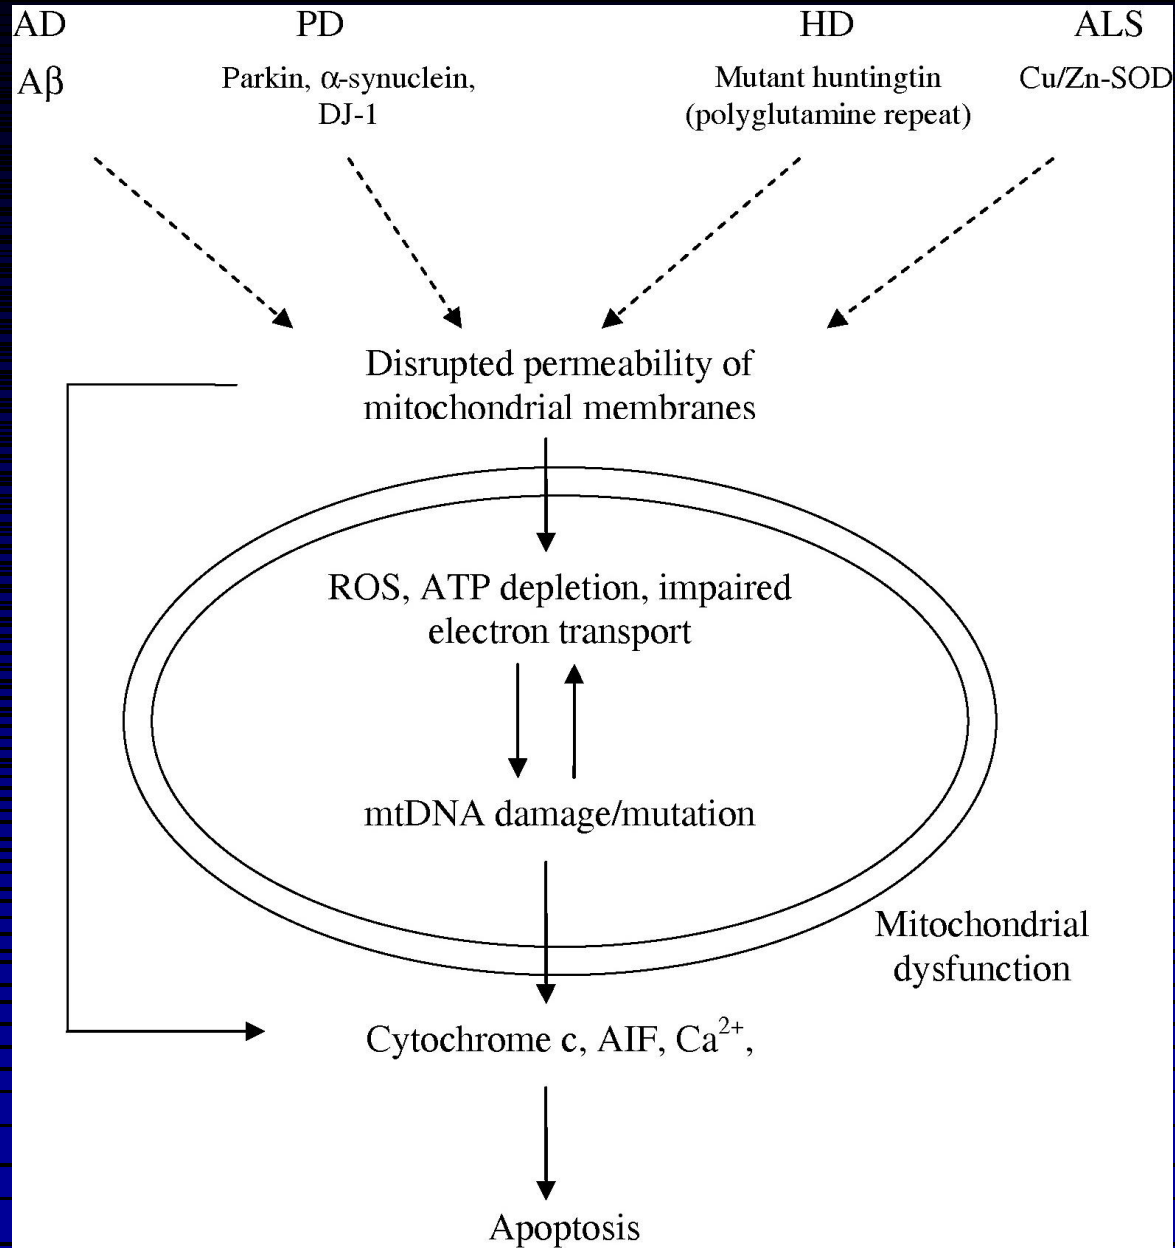 AD
PD
HD
ALS
Aβ
Parkin, α-synuclein,
DJ-1
Mutant huntingtin
(polyglutamine repeat)
Cu/Zn-SOD
Disrupted permeability of
mitochondrial membranes
ROS, ATP depletion, impaired
electron transport
mtDNA damage/mutation
Mitochondrial
dysfunction
Cytochrome c, AIF, Ca²⁺,
Apoptosis